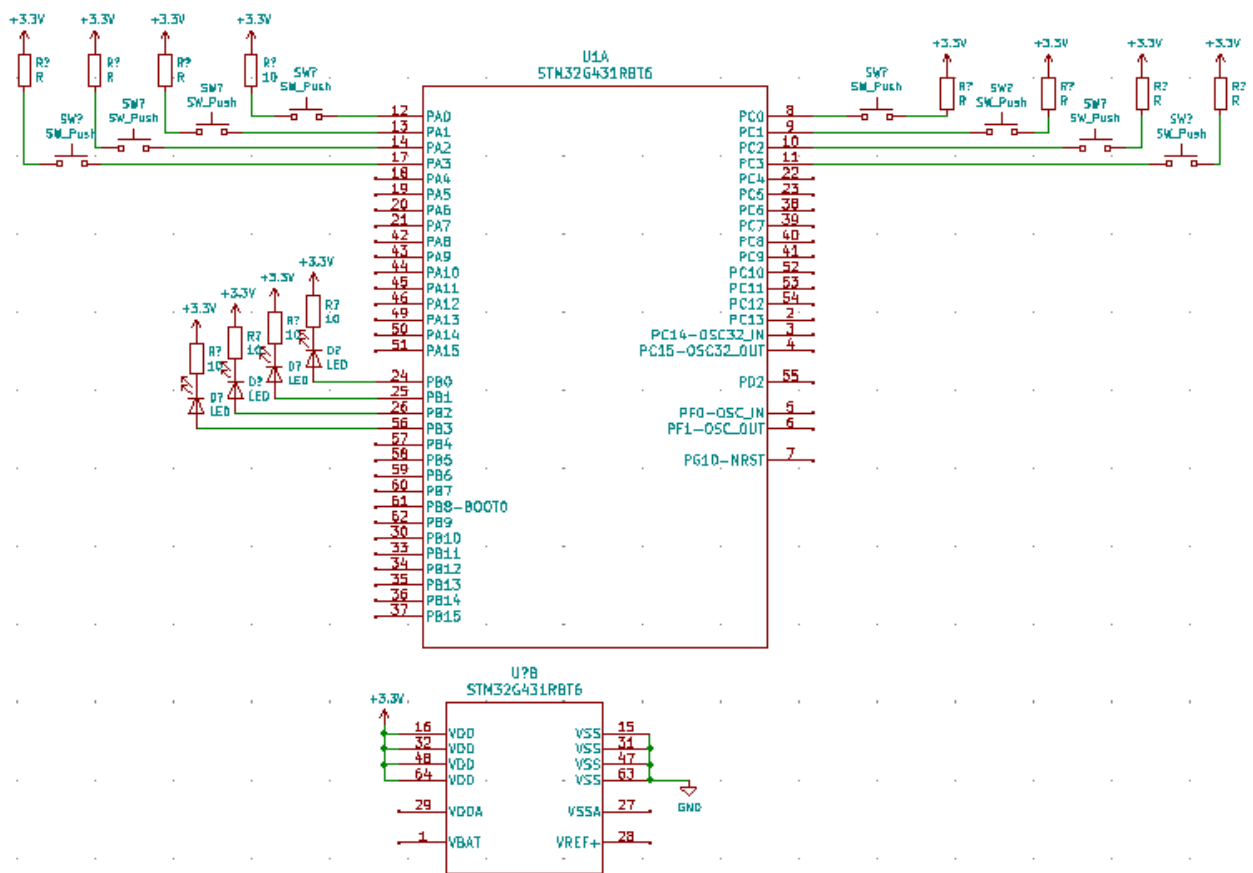 +3.3V
+3.3V
+3.3V
+3.3V
R?
R
R?
R
R?
R
R?
10
SW?
SW_Push
SW?
SW_Push
SW?
SW_Push
SW?
SW_Push
U1A
STM32G431RBT6
+3.3V
+3.3V
+3.3V
+3.3V
SW?
SW_Push
R?
R
SW?
SW_Push
R?
R
SW?
SW_Push
R?
R
SW?
SW_Push
R?
R
12 PA0
13 PA1
14 PA2
17 PA3
18 PA4
19 PA5
20 PA6
21 PA7
42 PA8
43 PA9
44 PA10
45 PA11
46 PA12
49 PA13
50 PA14
51 PA15
24 PB0
25 PB1
26 PB2
56 PB3
57 PB4
58 PB5
59 PB6
60 PB7
61 PB8-BOOT0
62 PB9
30 PB10
33 PB11
34 PB12
35 PB13
36 PB14
37 PB15
PC0 8
PC1 9
PC2 10
PC3 11
PC4 22
PC5 23
PC6 38
PC7 39
PC8 40
PC9 41
PC10 52
PC11 53
PC12 54
PC13 2
PC14-OSC32_IN 3
PC15-OSC32_OUT 4
PD2 55
PF0-OSC_IN 5
PF1-OSC_OUT 6
PG10-NRST 7
+3.3V
+3.3V
+3.3V
+3.3V
R?
10
R?
10
R?
10
R?
10
D?
LED
D?
LED
D?
LED
D?
LED
U?B
STM32G431RBT6
+3.3V
16 VDD
32 VDD
48 VDD
64 VDD
29 VDDA
1 VBAT
VSS 15
VSS 31
VSS 47
VSS 63
VSSA 27
VREF+ 28
GND